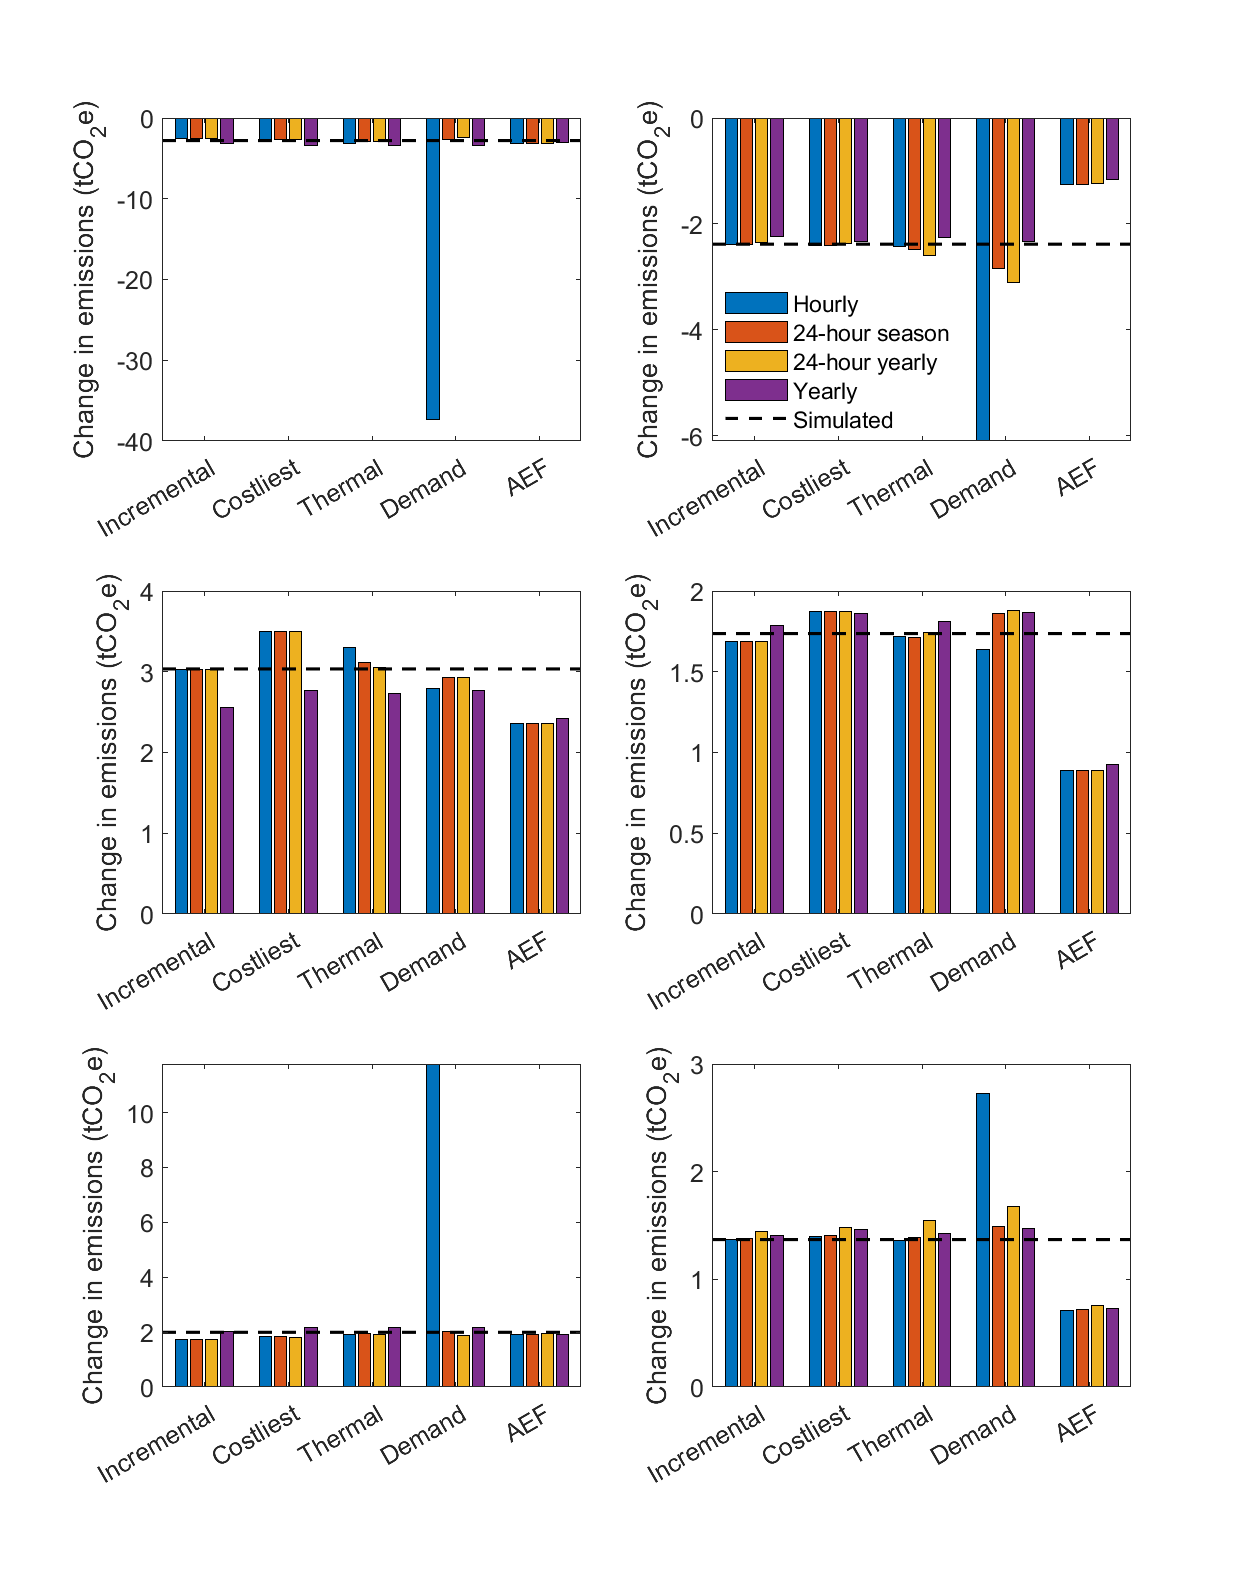 Change in emissions (tCO2e)
0
-10
-20
-30
-40
Incremental
Costliest
Thermal
Demand
AEF
Change in emissions (tCO2e)
0
-2
-4
-6
Hourly
24-hour season
24-hour yearly
Yearly
Simulated
Incremental
Costliest
Thermal
Demand
AEF
Change in emissions (tCO2e)
4
3
2
1
0
Incremental
Costliest
Thermal
Demand
AEF
Change in emissions (tCO2e)
2
1.5
1
0.5
0
Incremental
Costliest
Thermal
Demand
AEF
Change in emissions (tCO2e)
10
8
6
4
2
0
Incremental
Costliest
Thermal
Demand
AEF
Change in emissions (tCO2e)
3
2
1
0
Incremental
Costliest
Thermal
Demand
AEF